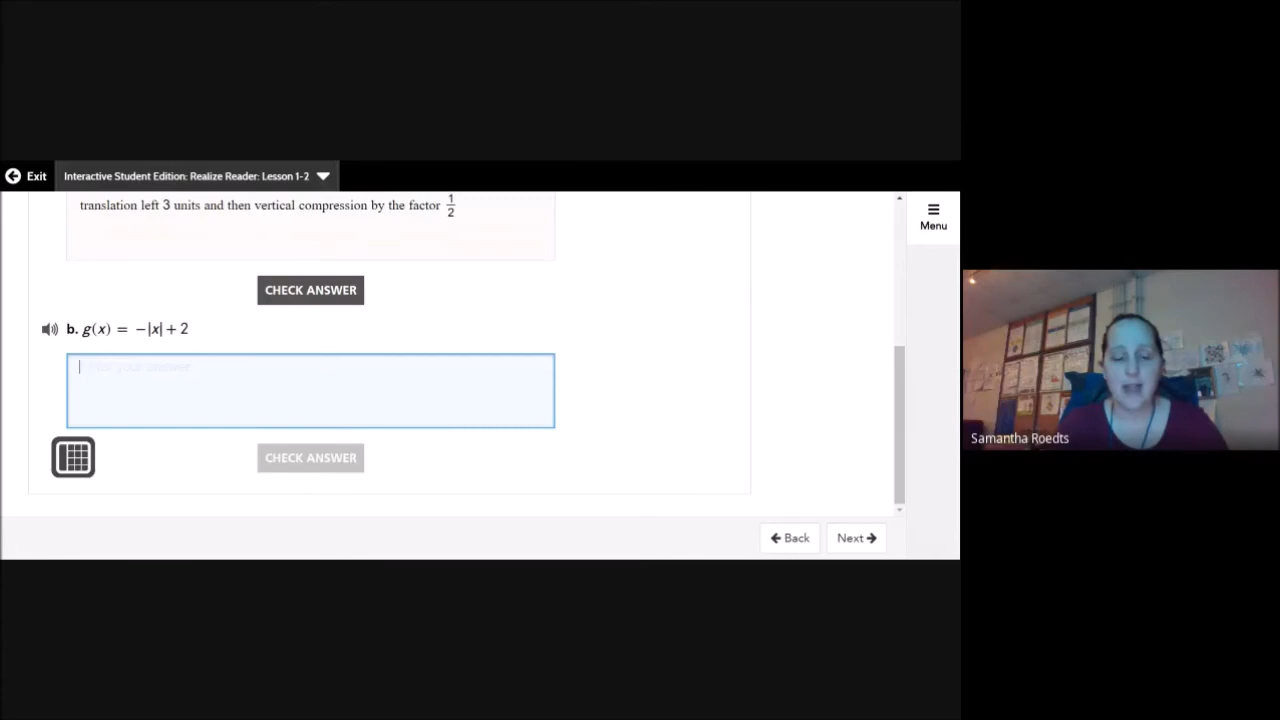 Exit
Interactive Student Edition: Realize Reader: Lesson 1-2
translation left 3 units and then vertical compression by the factor 1/2
Menu
CHECK ANSWER
b. g(x) = −|x| + 2
CHECK ANSWER
Samantha Roedts
Back
Next